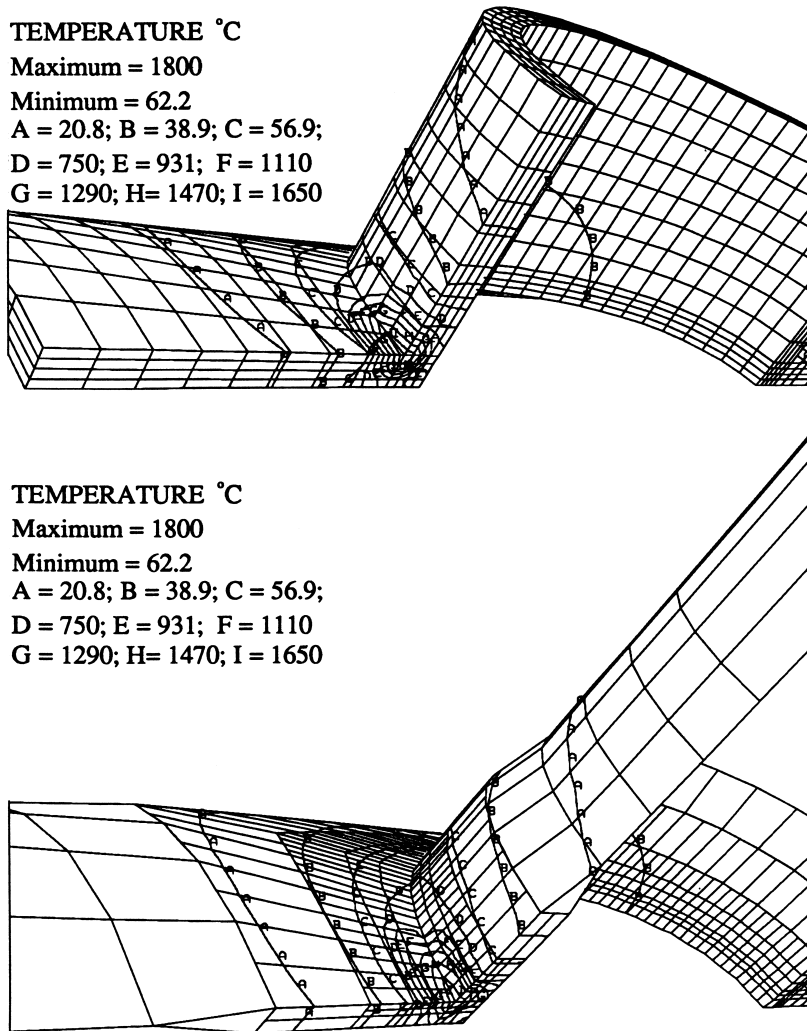 TEMPERATURE °C
Maximum = 1800
Minimum = 62.2
A = 20.8; B = 38.9; C = 56.9;
D = 750; E = 931; F = 1110
G = 1290; H= 1470; I = 1650
TEMPERATURE °C
Maximum = 1800
Minimum = 62.2
A = 20.8; B = 38.9; C = 56.9;
D = 750; E = 931; F = 1110
G = 1290; H= 1470; I = 1650